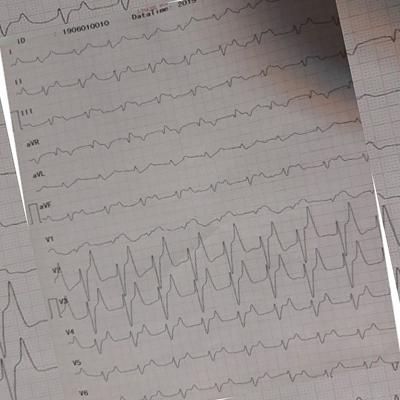 ID : 1906010010
DataTime 2019
I
II
III
aVR
aVL
aVF
V1
V2
V3
V4
V5
V6